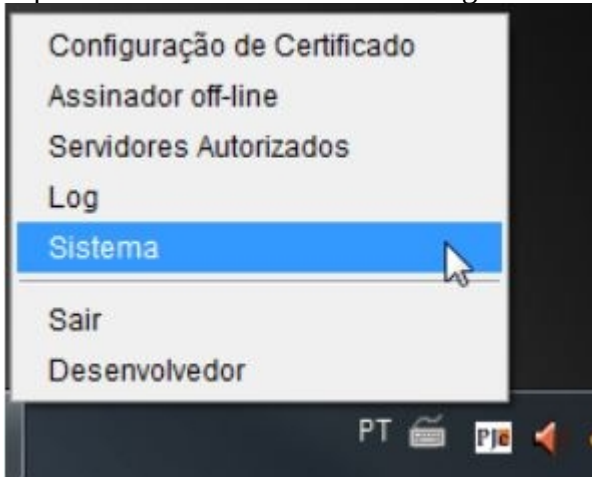 Configuração de Certificado
Assinador off-line
Servidores Autorizados
Log
Sistema
Sair
Desenvolvedor
PT PJe